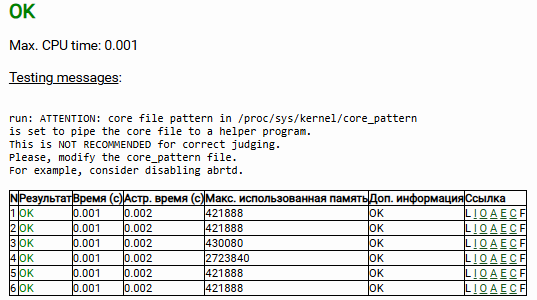 OK
Max. CPU time: 0.001
Testing messages:
run: ATTENTION: core file pattern in /proc/sys/kernel/core_pattern
is set to pipe the core file to a helper program.
This is NOT RECOMMENDED for correct judging.
Please, modify the core_pattern file.
For example, consider disabling abrtd.
N Результат Время (с) Астр. время (с) Макс. использованная память Доп. информация Ссылка
1 OK 0.001 0.002 421888 OK L I O A E C F
2 OK 0.001 0.002 421888 OK L I O A E C F
3 OK 0.001 0.002 430080 OK L I O A E C F
4 OK 0.001 0.002 2723840 OK L I O A E C F
5 OK 0.001 0.002 421888 OK L I O A E C F
6 OK 0.001 0.002 421888 OK L I O A E C F